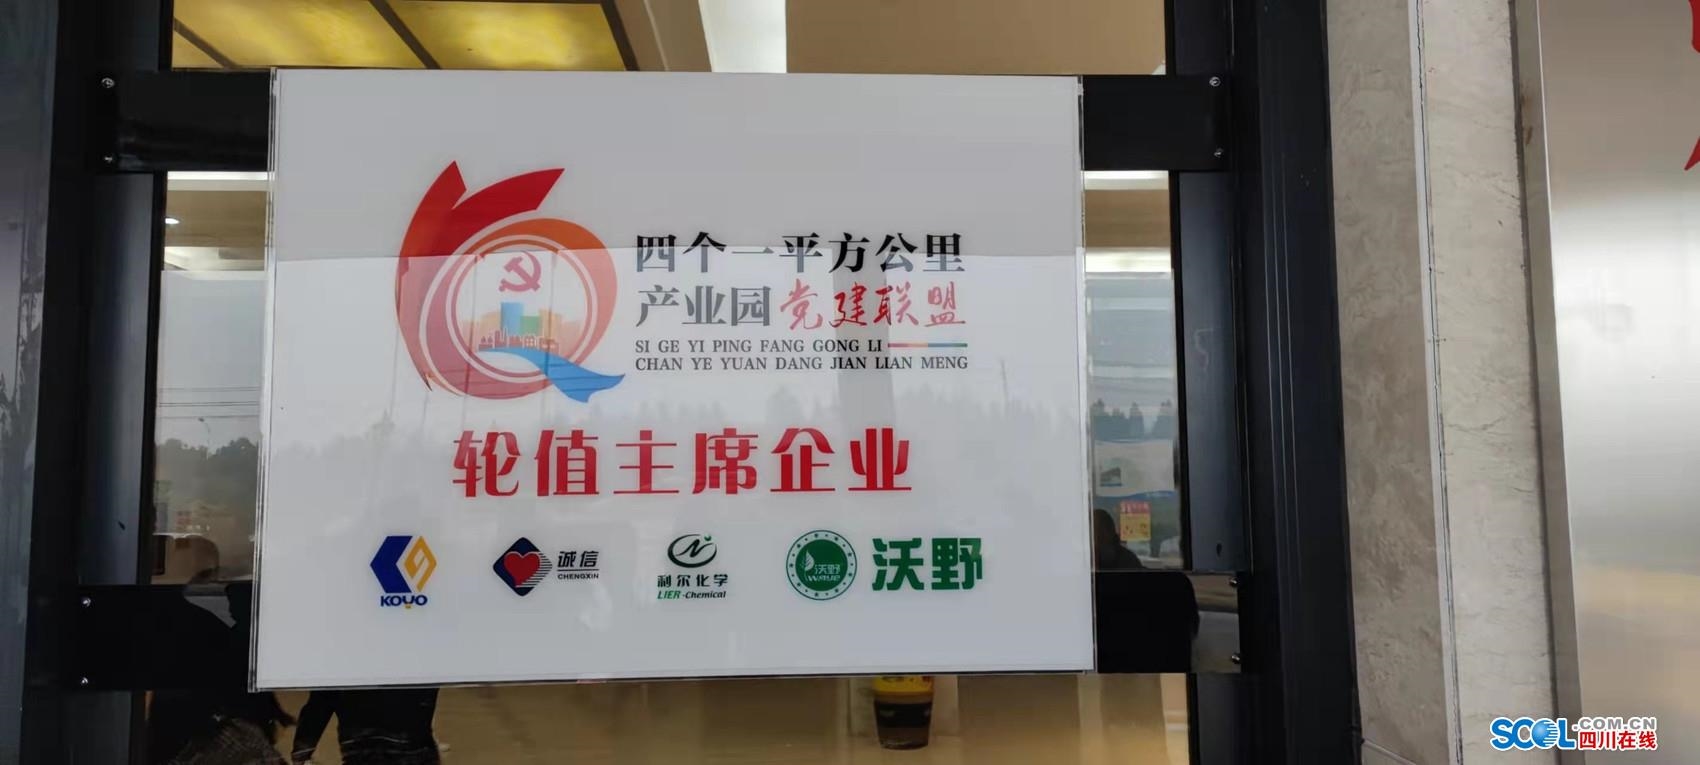 四个一平方公里
产业园党建联盟
SI GE YI PING FANG GONG LI
CHAN YE YUAN DANG JIAN LIAN MENG
轮值主席企业
KOYO
诚信
CHENGXIN
利尔化学
LIER-Chemical
沃野
woye
沃野
SCOL.COM.CN
四川在线